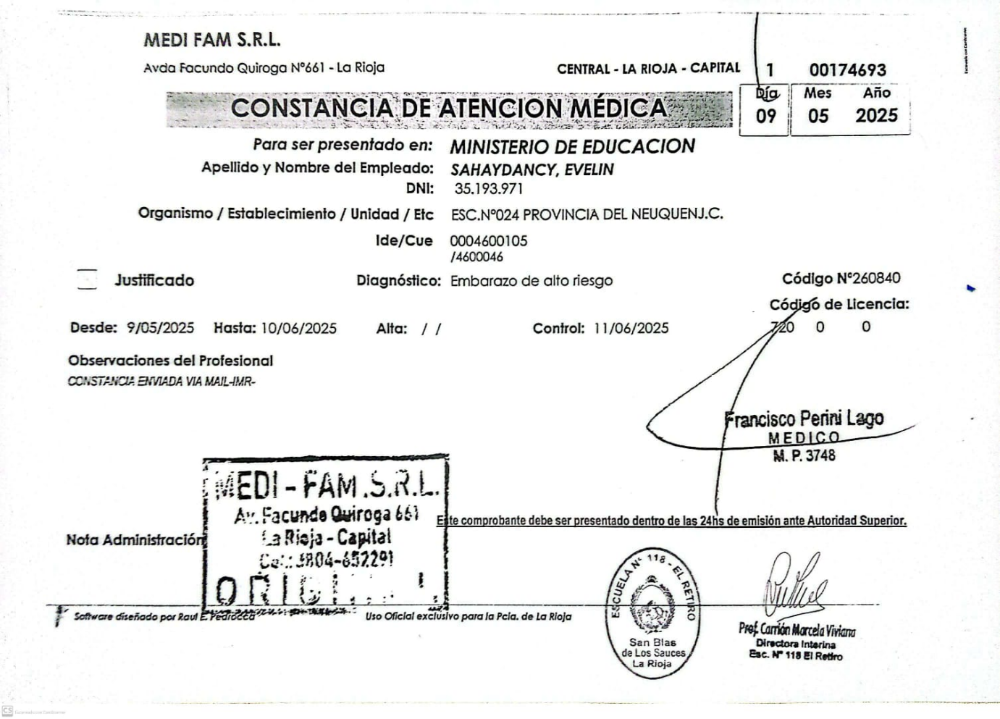 MEDI FAM S.R.L.
Avda Facundo Quiroga Nº661 - La Rioja
CENTRAL - LA RIOJA - CAPITAL 1 00174693
CONSTANCIA DE ATENCION MÉDICA
Día Mes Año
09 05 2025
Para ser presentado en: MINISTERIO DE EDUCACION
Apellido y Nombre del Empleado: SAHAYDANCY, EVELIN
DNI: 35.193.971
Organismo / Establecimiento / Unidad / Etc ESC.Nº024 PROVINCIA DEL NEUQUENJ.C.
Ide/Cue 0004600105
/4600046
Justificado Diagnóstico: Embarazo de alto riesgo Código Nº260840
Código de Licencia:
Desde: 9/05/2025 Hasta: 10/06/2025 Alta: / / Control: 11/06/2025 720 0 0
Observaciones del Profesional
CONSTANCIA ENVIADA VIA MAIL-IMR-
Francisco Perini Lago
MEDICO
M. P. 3748
MEDI - FAM .S.R.L.
Av. Facundo Quiroga 661
La Rioja - Capital
Cel.: 3804-652291
Este comprobante debe ser presentado dentro de las 24hs de emisión ante Autoridad Superior.
Nota Administración
Software diseñado por Raul E. Pedrocca Uso Oficial exclusivo para la Pcia. de La Rioja
ESCUELA Nº 118 - EL RETIRO
San Blas
de Los Sauces
La Rioja
Prof. Carrión Marcela Viviana
Directora Interina
Esc. Nº 118 El Retiro
CS Escaneado con CamScanner